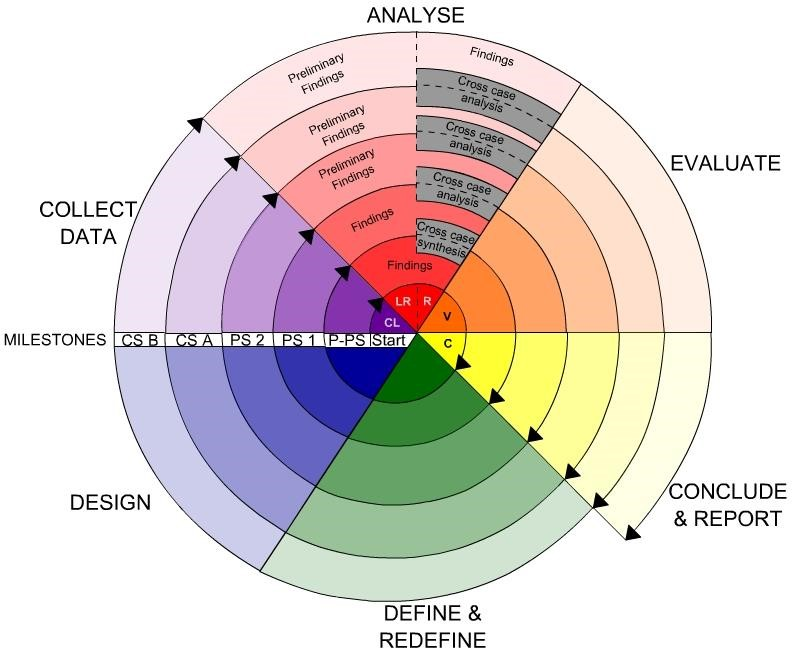 ANALYSE
Preliminary
Findings
Findings
Cross case
analysis
Preliminary
Findings
Cross case
analysis
Preliminary
Findings
Cross case
analysis
Findings
Cross case
synthesis
Findings
EVALUATE
COLLECT
DATA
LR R
CL
V
MILESTONES CS B CS A PS 2 PS 1 P-PS Start
C
DESIGN
CONCLUDE
& REPORT
DEFINE &
REDEFINE